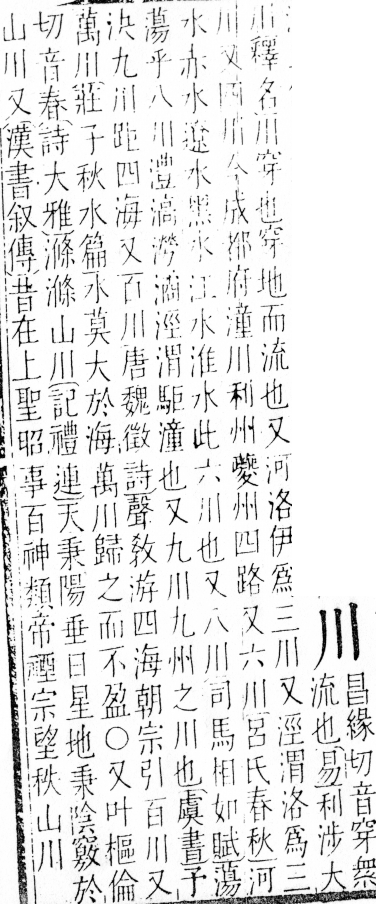 川
昌緣切音穿衆
流也易利涉大
川釋名川穿也穿地而流也又河洛伊爲三川又涇渭洛爲三
川又四川今成都府潼川利州夔州四路又六川呂氏春秋河
水赤水遼水黑水江水淮水此六川也又八川司馬相如賦蕩
蕩乎八川灃滈澇潏涇渭駈潼也又九川九州之川也虞書予
決九川距四海又百川唐魏徵詩聲敎游四海朝宗引百川又
萬川莊子秋水篇水莫大於海萬川歸之而不盈○又叶樞倫
切音春詩大雅滌滌山川記禮連天秉陽垂日星地秉陰竅於
山川又漢書叙傳昔在上聖昭事百神類帝禋宗望秩山川